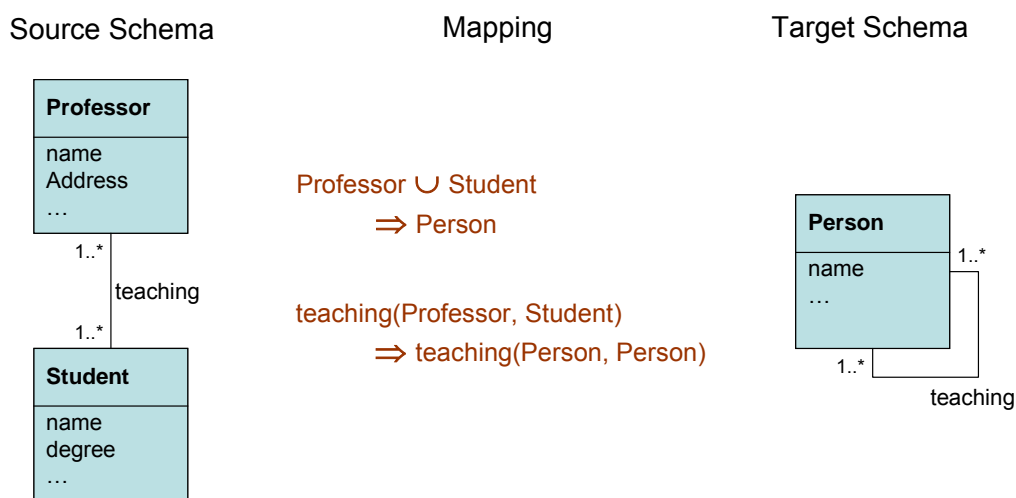 Source Schema
Mapping
Target Schema
Professor
name
Address
…
1..*
teaching
1..*
Student
name
degree
…
Professor ∪ Student
⇒ Person
teaching(Professor, Student)
⇒ teaching(Person, Person)
Person
name
…
1..*
1..*
teaching